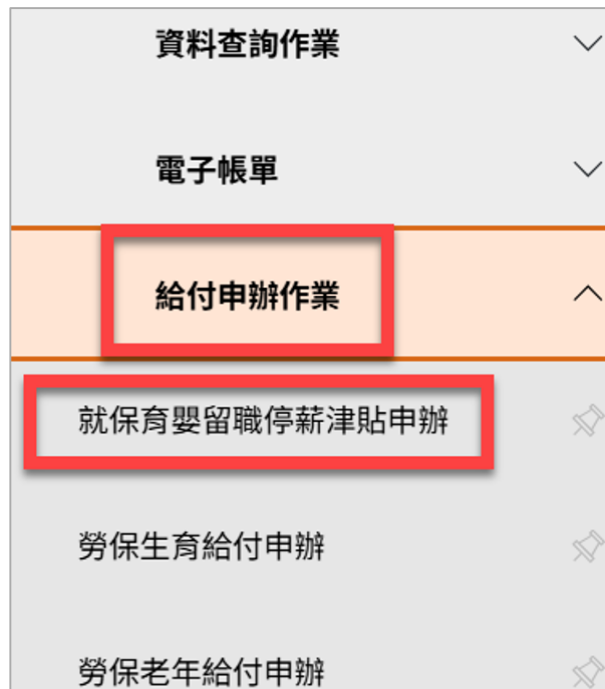 資料查詢作業
電子帳單
給付申辦作業
就保育嬰留職停薪津貼申辦
勞保生育給付申辦
勞保老年給付申辦